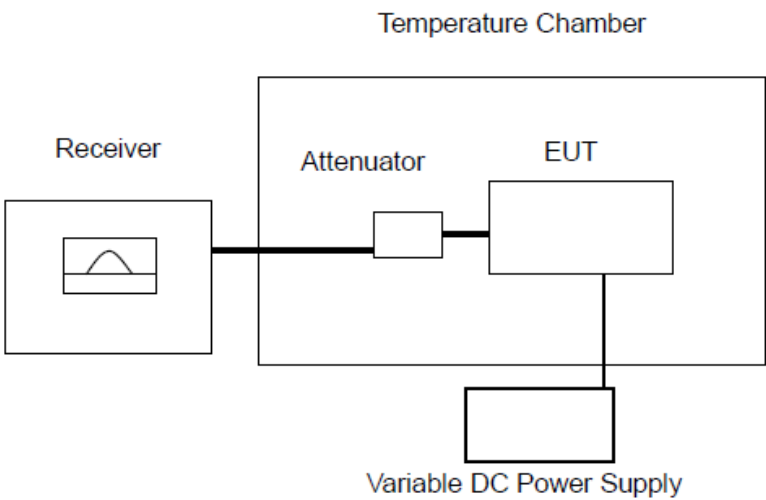 Temperature Chamber
Receiver
Attenuator
EUT
Variable DC Power Supply